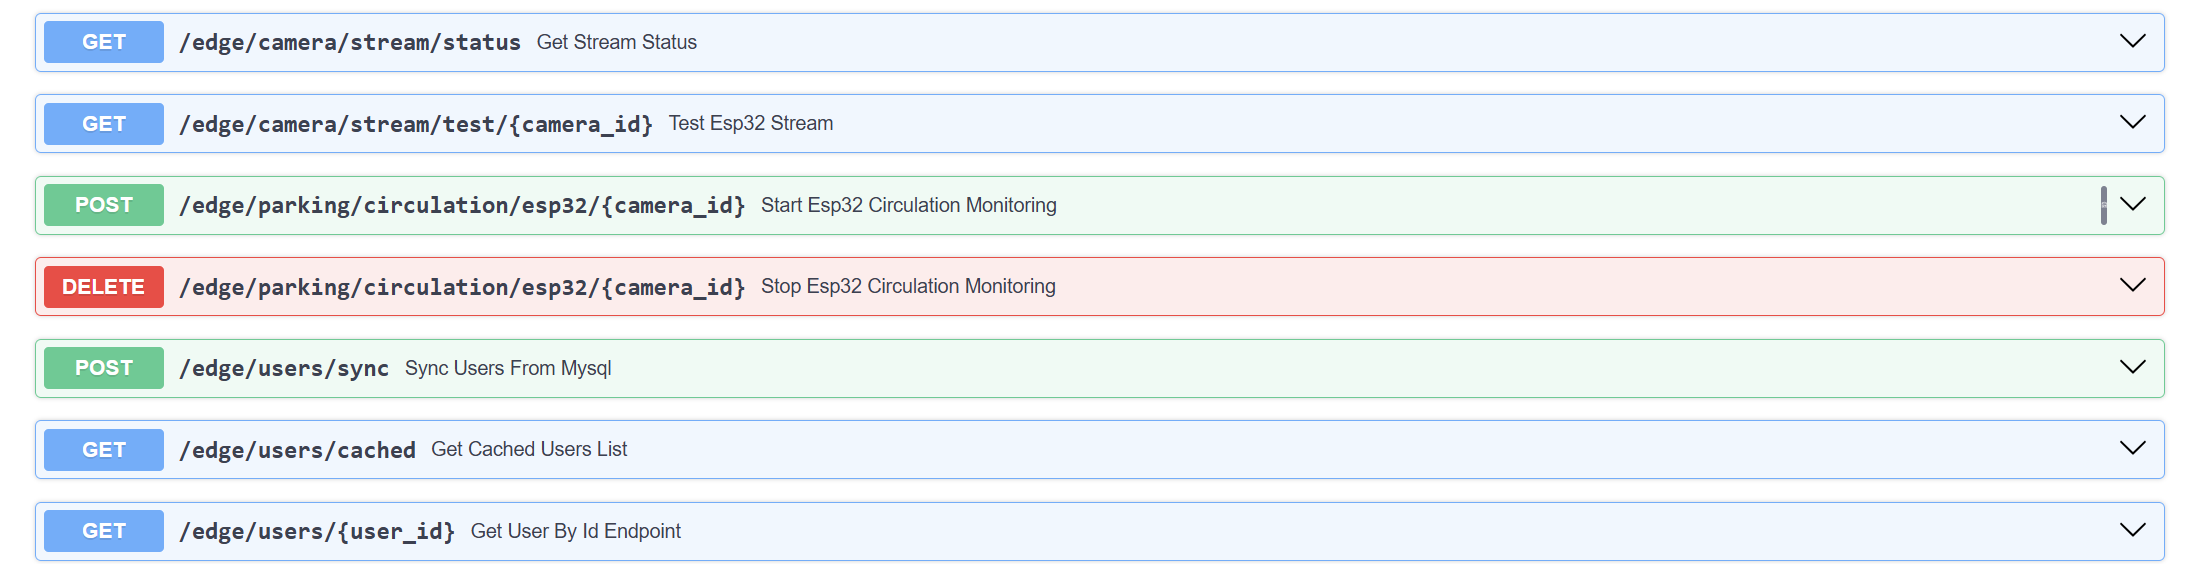 GET /edge/camera/stream/status Get Stream Status
GET /edge/camera/stream/test/{camera_id} Test Esp32 Stream
POST /edge/parking/circulation/esp32/{camera_id} Start Esp32 Circulation Monitoring
DELETE /edge/parking/circulation/esp32/{camera_id} Stop Esp32 Circulation Monitoring
POST /edge/users/sync Sync Users From Mysql
GET /edge/users/cached Get Cached Users List
GET /edge/users/{user_id} Get User By Id Endpoint